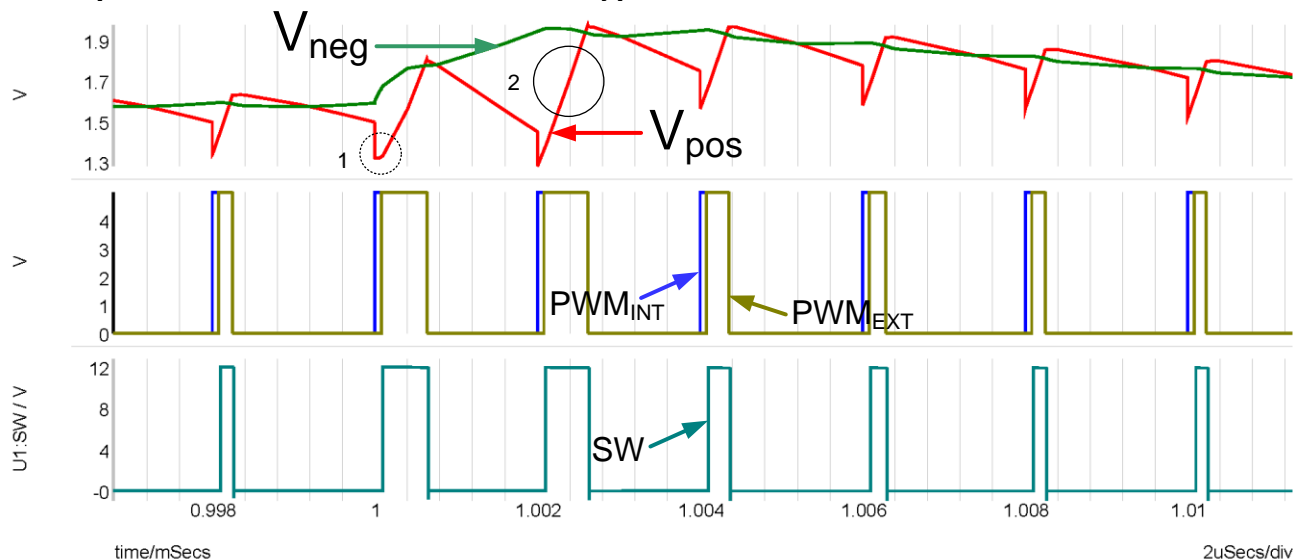 1.9
1.7
1.5
1.3
V
Vneg
Vpos
1
2
4
3
2
1
0
V
PWMINT
PWMEXT
12
8
4
-0
U1:SW / V
SW
0.998
1
1.002
1.004
1.006
1.008
1.01
time/mSecs
2uSecs/div